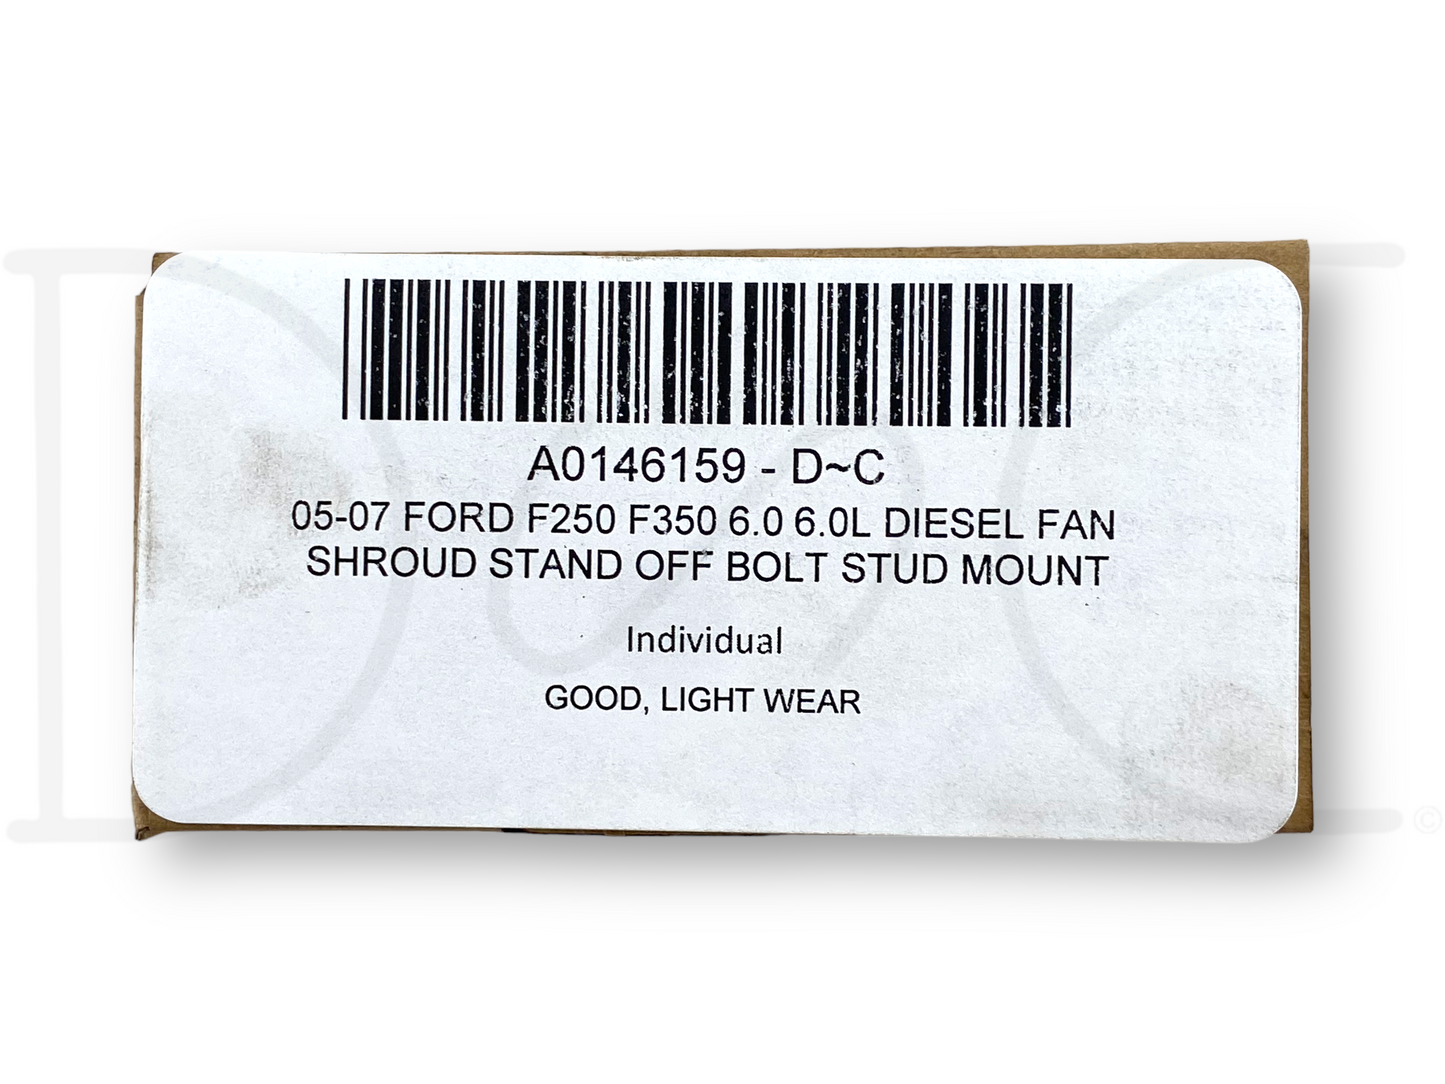 A0146159 - D~C
05-07 FORD F250 F350 6.0 6.0L DIESEL FAN
SHROUD STAND OFF BOLT STUD MOUNT
Individual
GOOD, LIGHT WEAR
D~C
©